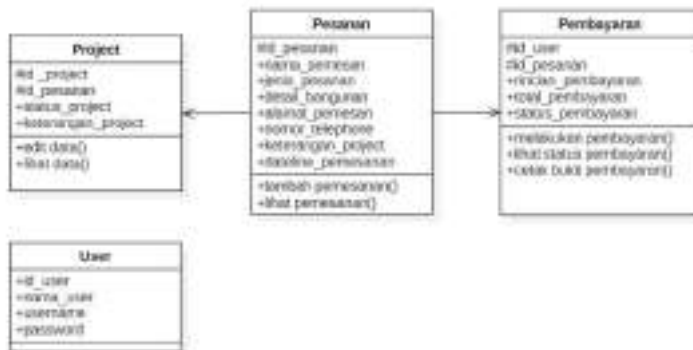 Project
#id_project
#id_pesanan
+status_project
+keterangan_project
+edit data()
+lihat data()
Pesanan
#id_pesanan
+nama_pemesan
+jenis_pesanan
+detail_bangunan
+alamat_pemesan
+nomor_telephone
+keterangan_project
+dateline_pemesanan
+tambah pemesanan()
+lihat pemesanan()
Pembayaran
#id_user
#id_pesanan
+rincian_pembayaran
+total_pembayaran
+status_pembayaran
+melakukan pembayaran()
+lihat status pembayaran()
+cetak bukti pembayaran()
User
+id_user
+nama_user
+username
+password